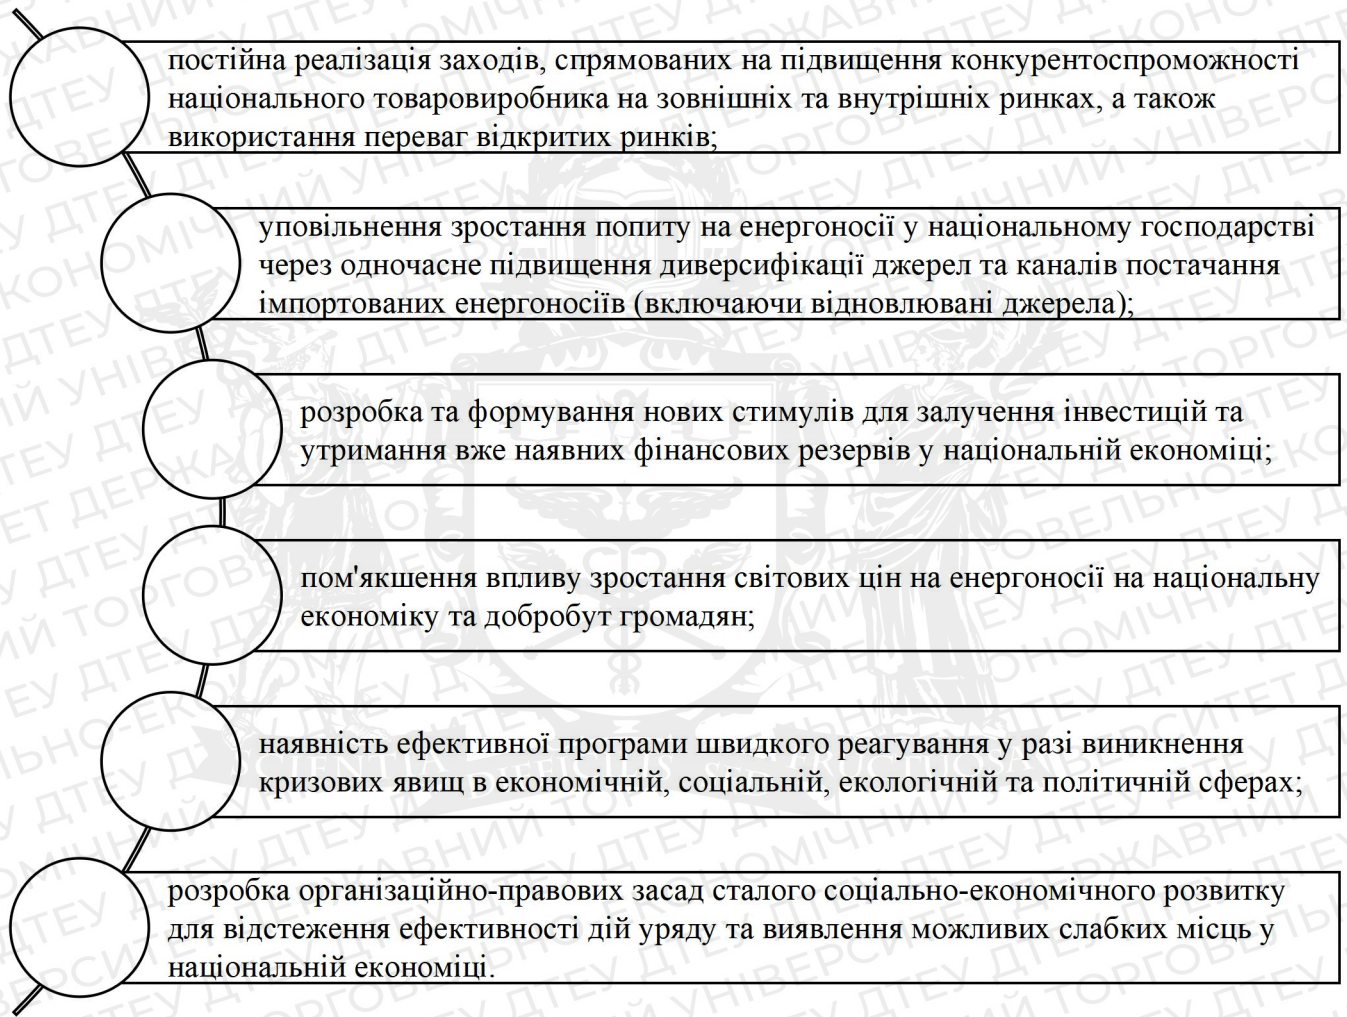 постійна реалізація заходів, спрямованих на підвищення конкурентоспроможності
національного товаровиробника на зовнішніх та внутрішніх ринках, а також
використання переваг відкритих ринків;
уповільнення зростання попиту на енергоносії у національному господарстві
через одночасне підвищення диверсифікації джерел та каналів постачання
імпортованих енергоносіїв (включаючи відновлювані джерела);
розробка та формування нових стимулів для залучення інвестицій та
утримання вже наявних фінансових резервів у національній економіці;
пом'якшення впливу зростання світових цін на енергоносії на національну
економіку та добробут громадян;
наявність ефективної програми швидкого реагування у разі виникнення
кризових явищ в економічній, соціальній, екологічній та політичній сферах;
розробка організаційно-правових засад сталого соціально-економічного розвитку
для відстеження ефективності дій уряду та виявлення можливих слабких місць у
національній економіці.